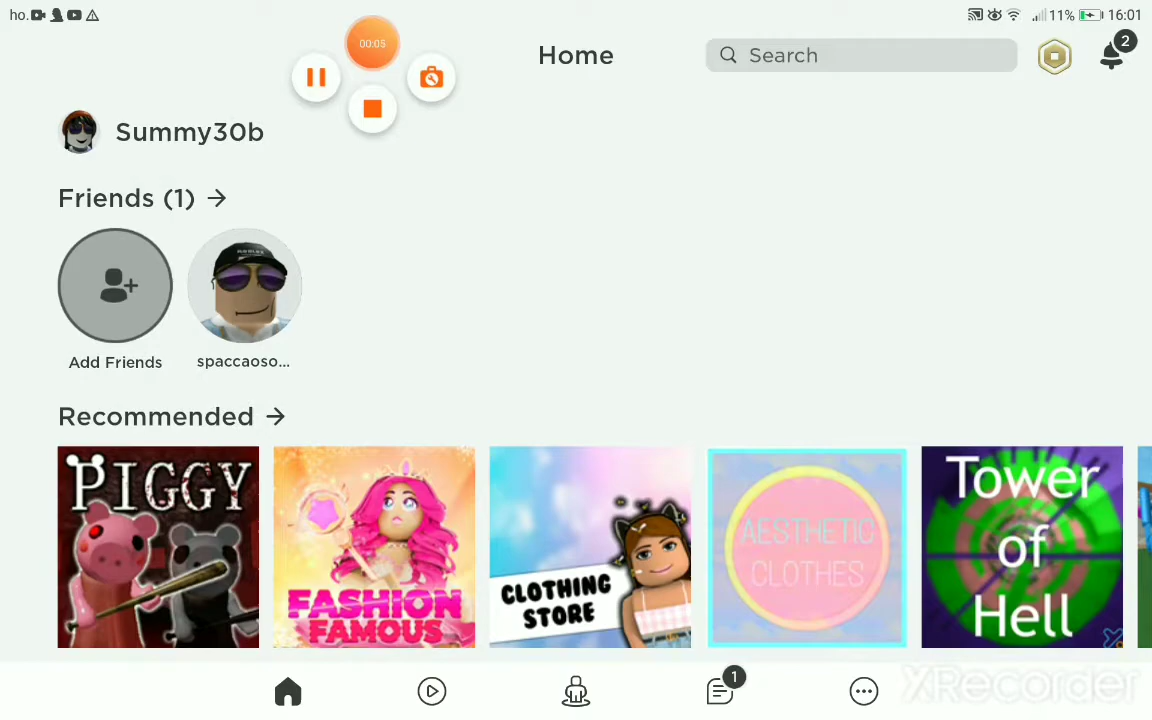 ho.
11%
16:01
00:05
Home
Search
2
Summy30b
Friends (1)
Add Friends
spaccaoso...
Recommended
PIGGY
FASHION
FAMOUS
CLOTHING
STORE
AESTHETIC
CLOTHES
Tower
of
Hell
1
XRecorder